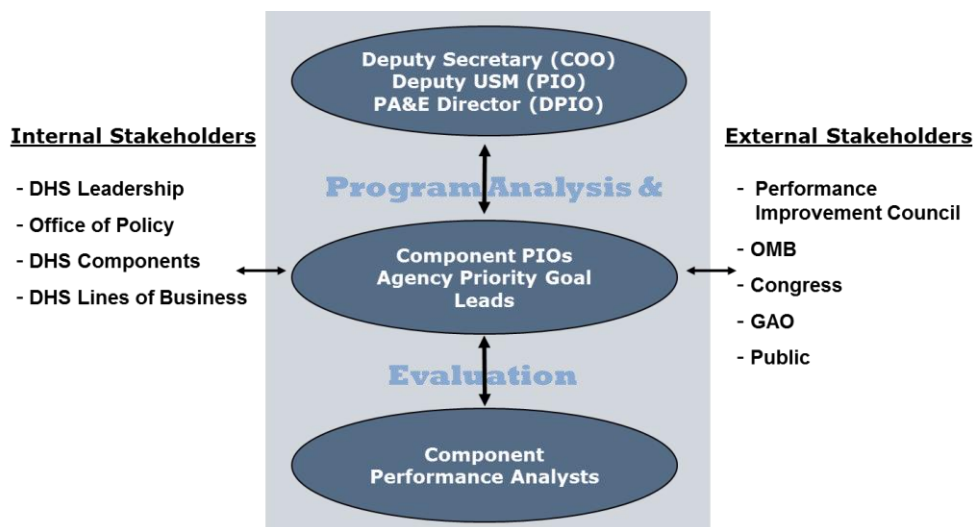 Deputy Secretary (COO)
Deputy USM (PIO)
PA&E Director (DPIO)
Internal Stakeholders
- DHS Leadership
- Office of Policy
- DHS Components
- DHS Lines of Business
Program Analysis &
Component PIOs
Agency Priority Goal
Leads
Evaluation
Component
Performance Analysts
External Stakeholders
- Performance
Improvement Council
- OMB
- Congress
- GAO
- Public